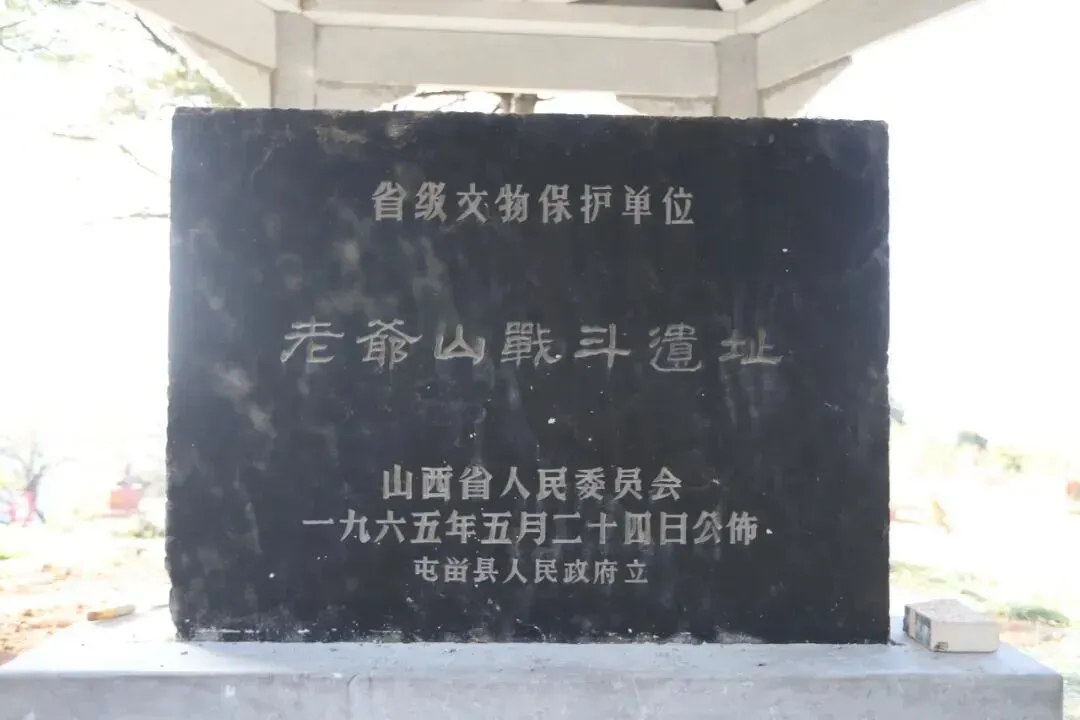 省级文物保护单位
老爷山戰斗遺址
山西省人民委员会
一九六五年五月二十四日公佈
屯畄县人民政府立